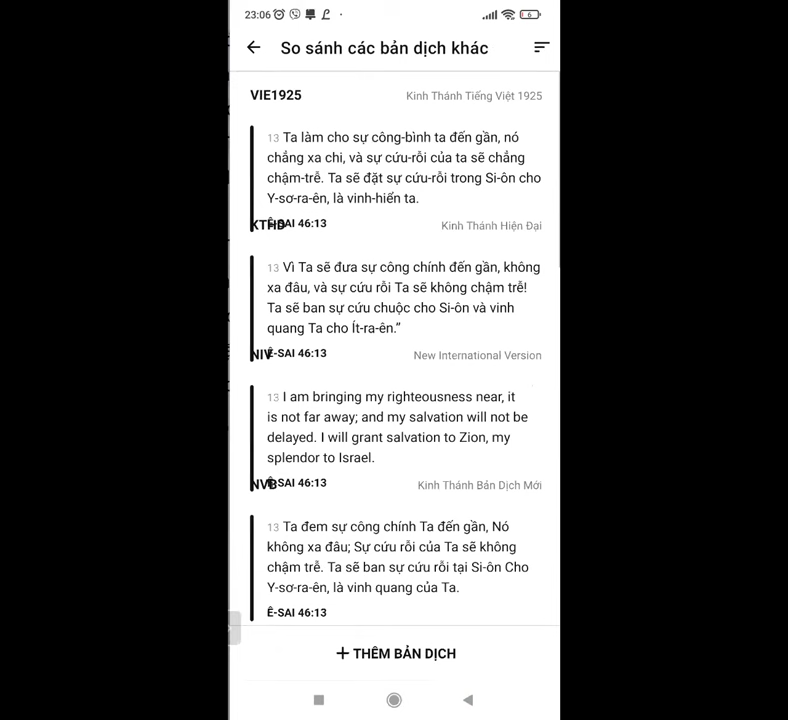 23:06
6
So sánh các bản dịch khác
VIE1925 Kinh Thánh Tiếng Việt 1925
13 Ta làm cho sự công-bình ta đến gần, nó
chẳng xa chi, và sự cứu-rỗi của ta sẽ chẳng
chậm-trễ. Ta sẽ đặt sự cứu-rỗi trong Si-ôn cho
Y-sơ-ra-ên, là vinh-hiển ta.
Ê-SAI 46:13
KTHĐ Kinh Thánh Hiện Đại
13 Vì Ta sẽ đưa sự công chính đến gần, không
xa đâu, và sự cứu rỗi Ta sẽ không chậm trễ!
Ta sẽ ban sự cứu chuộc cho Si-ôn và vinh
quang Ta cho Ít-ra-ên.”
Ê-SAI 46:13
NIV New International Version
13 I am bringing my righteousness near, it
is not far away; and my salvation will not be
delayed. I will grant salvation to Zion, my
splendor to Israel.
Ê-SAI 46:13
NVB Kinh Thánh Bản Dịch Mới
13 Ta đem sự công chính Ta đến gần, Nó
không xa đâu; Sự cứu rỗi của Ta sẽ không
chậm trễ. Ta sẽ ban sự cứu rỗi tại Si-ôn Cho
Y-sơ-ra-ên, là vinh quang của Ta.
Ê-SAI 46:13
+ THÊM BẢN DỊCH